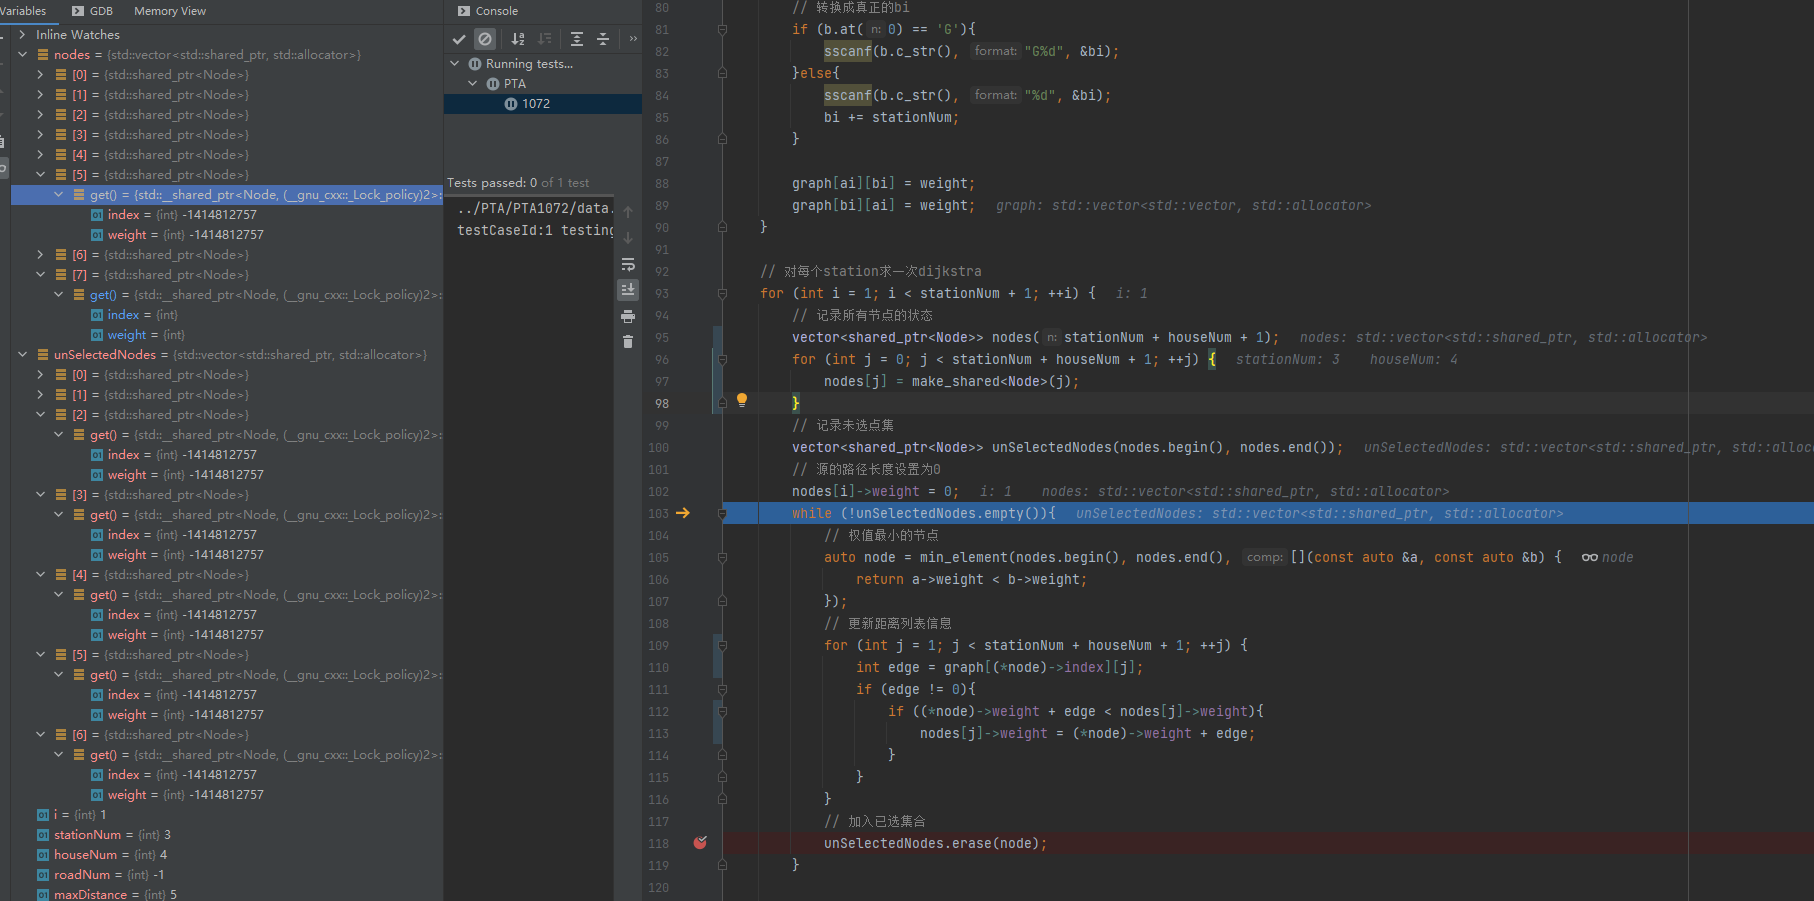 Variables GDB Memory View
Inline Watches
nodes = {std::vector<std::shared_ptr, std::allocator>}
[0] = {std::shared_ptr<Node>}
[1] = {std::shared_ptr<Node>}
[2] = {std::shared_ptr<Node>}
[3] = {std::shared_ptr<Node>}
[4] = {std::shared_ptr<Node>}
[5] = {std::shared_ptr<Node>}
get() = {std::__shared_ptr<Node, (__gnu_cxx::_Lock_policy)2>::
index = {int} -1414812757
weight = {int} -1414812757
[6] = {std::shared_ptr<Node>}
[7] = {std::shared_ptr<Node>}
get() = {std::__shared_ptr<Node, (__gnu_cxx::_Lock_policy)2>::
index = {int}
weight = {int}
unSelectedNodes = {std::vector<std::shared_ptr, std::allocator>}
[0] = {std::shared_ptr<Node>}
[1] = {std::shared_ptr<Node>}
[2] = {std::shared_ptr<Node>}
get() = {std::__shared_ptr<Node, (__gnu_cxx::_Lock_policy)2>::
index = {int} -1414812757
weight = {int} -1414812757
[3] = {std::shared_ptr<Node>}
get() = {std::__shared_ptr<Node, (__gnu_cxx::_Lock_policy)2>::
index = {int} -1414812757
weight = {int} -1414812757
[4] = {std::shared_ptr<Node>}
get() = {std::__shared_ptr<Node, (__gnu_cxx::_Lock_policy)2>::
index = {int} -1414812757
weight = {int} -1414812757
[5] = {std::shared_ptr<Node>}
get() = {std::__shared_ptr<Node, (__gnu_cxx::_Lock_policy)2>::
index = {int} -1414812757
weight = {int} -1414812757
[6] = {std::shared_ptr<Node>}
get() = {std::__shared_ptr<Node, (__gnu_cxx::_Lock_policy)2>::
index = {int} -1414812757
weight = {int} -1414812757
i = {int} 1
stationNum = {int} 3
houseNum = {int} 4
roadNum = {int} -1
maxDistance = {int} 5
Console
Running tests...
PTA
1072
Tests passed: 0 of 1 test
../PTA/PTA1072/data.
testCaseId:1 testing
80 // 转换成真正的bi
81 if (b.at( n: 0) == 'G'){
82 sscanf(b.c_str(), format: "G%d", &bi);
83 }else{
84 sscanf(b.c_str(), format: "%d", &bi);
85 bi += stationNum;
86 }
87
88 graph[ai][bi] = weight;
89 graph[bi][ai] = weight; graph: std::vector<std::vector, std::allocator>
90 }
91
92 // 对每个station求一次dijkstra
93 for (int i = 1; i < stationNum + 1; ++i) { i: 1
94 // 记录所有节点的状态
95 vector<shared_ptr<Node>> nodes( n: stationNum + houseNum + 1); nodes: std::vector<std::shared_ptr, std::allocator>
96 for (int j = 0; j < stationNum + houseNum + 1; ++j) { stationNum: 3 houseNum: 4
97 nodes[j] = make_shared<Node>(j);
98 }
99 // 记录未选点集
100 vector<shared_ptr<Node>> unSelectedNodes(nodes.begin(), nodes.end()); unSelectedNodes: std::vector<std::shared_ptr, std::alloca
101 // 源的路径长度设置为0
102 nodes[i]->weight = 0; i: 1 nodes: std::vector<std::shared_ptr, std::allocator>
103 while (!unSelectedNodes.empty()){ unSelectedNodes: std::vector<std::shared_ptr, std::allocator>
104 // 权值最小的节点
105 auto node = min_element(nodes.begin(), nodes.end(), comp: [](const auto &a, const auto &b) { node
106 return a->weight < b->weight;
107 });
108 // 更新距离列表信息
109 for (int j = 1; j < stationNum + houseNum + 1; ++j) {
110 int edge = graph[(*node)->index][j];
111 if (edge != 0){
112 if ((*node)->weight + edge < nodes[j]->weight){
113 nodes[j]->weight = (*node)->weight + edge;
114 }
115 }
116 }
117 // 加入已选集合
118 unSelectedNodes.erase(node);
119 }
120